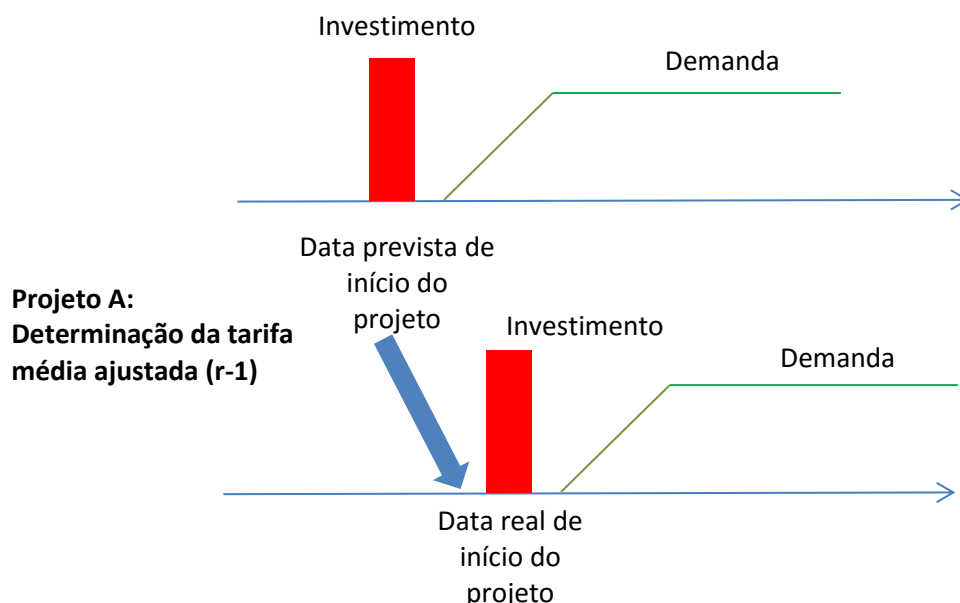 Investimento
Demanda
Data prevista de
início do
projeto
Projeto A:
Determinação da tarifa
média ajustada (r-1)
Investimento
Demanda
Data real de
início do
projeto